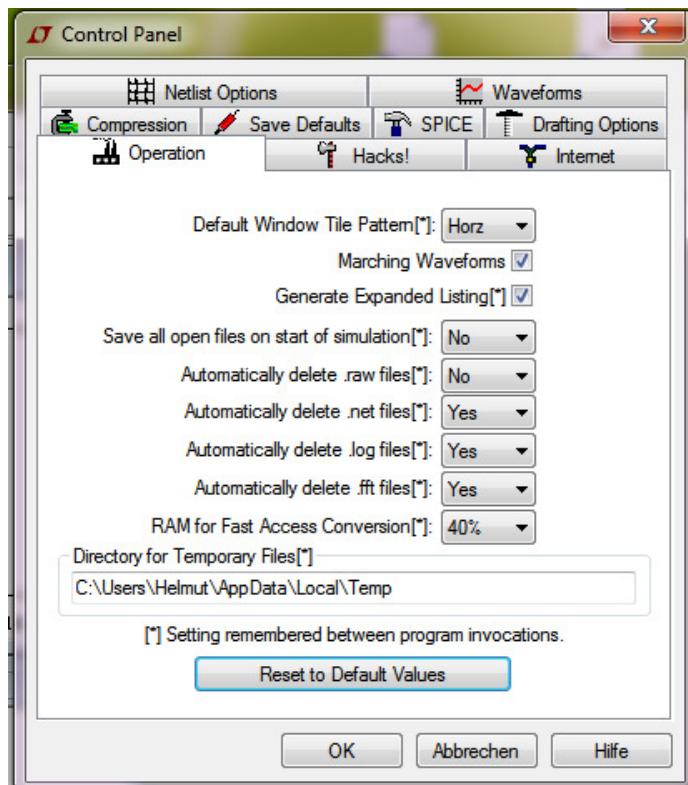 Control Panel
Netlist Options
Waveforms
Compression
Save Defaults
SPICE
Drafting Options
Operation
Hacks!
Internet
Default Window Tile Pattern[*]: Horz
Marching Waveforms
Generate Expanded Listing[*]
Save all open files on start of simulation[*]: No
Automatically delete .raw files[*]: No
Automatically delete .net files[*]: Yes
Automatically delete .log files[*]: Yes
Automatically delete .fft files[*]: Yes
RAM for Fast Access Conversion[*]: 40%
Directory for Temporary Files[*]
C:\Users\Helmut\AppData\Local\Temp
[*] Setting remembered between program invocations.
Reset to Default Values
OK
Abbrechen
Hilfe